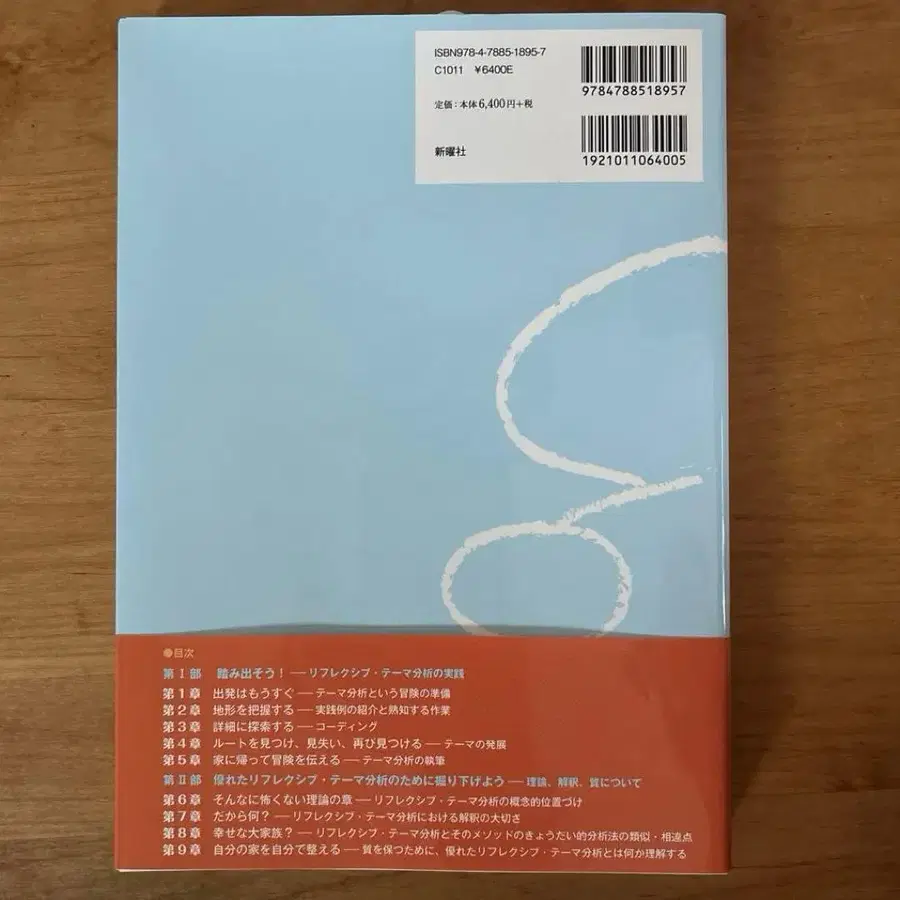 ISBN978-4-7885-1895-7
C1011 ¥6400E
定価:本体6,400円+税
新曜社
9784788518957
1921011064005
●目次
第Ⅰ部 踏み出そう！── リフレクシブ・テーマ分析の実践
第1章 出発はもうすぐ ── テーマ分析という冒険の準備
第2章 地形を把握する ── 実践例の紹介と熟知する作業
第3章 詳細に探索する ── コーディング
第4章 ルートを見つけ、見失い、再び見つける ── テーマの発展
第5章 家に帰って冒険を伝える ── テーマ分析の執筆
第Ⅱ部 優れたリフレクシブ・テーマ分析のために掘り下げよう ── 理論、解釈、質について
第6章 そんなに怖くない理論の章 ── リフレクシブ・テーマ分析の概念的位置づけ
第7章 だから何？ ── リフレクシブ・テーマ分析における解釈の大切さ
第8章 幸せな大家族？ ── リフレクシブ・テーマ分析とそのメソッドのきょうだい的分析法の類似・相違点
第9章 自分の家を自分で整える ── 質を保つために、優れたリフレクシブ・テーマ分析とは何か理解する